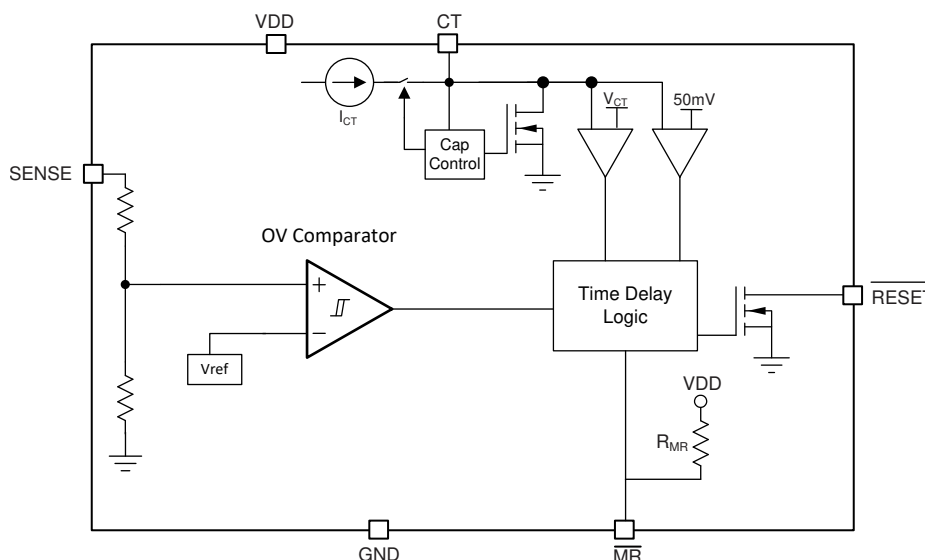 VDD
CT
I_CT
V_CT
50mV
Cap
Control
SENSE
OV Comparator
+
−
Vref
Time Delay
Logic
RESET
VDD
R_MR
GND
MR